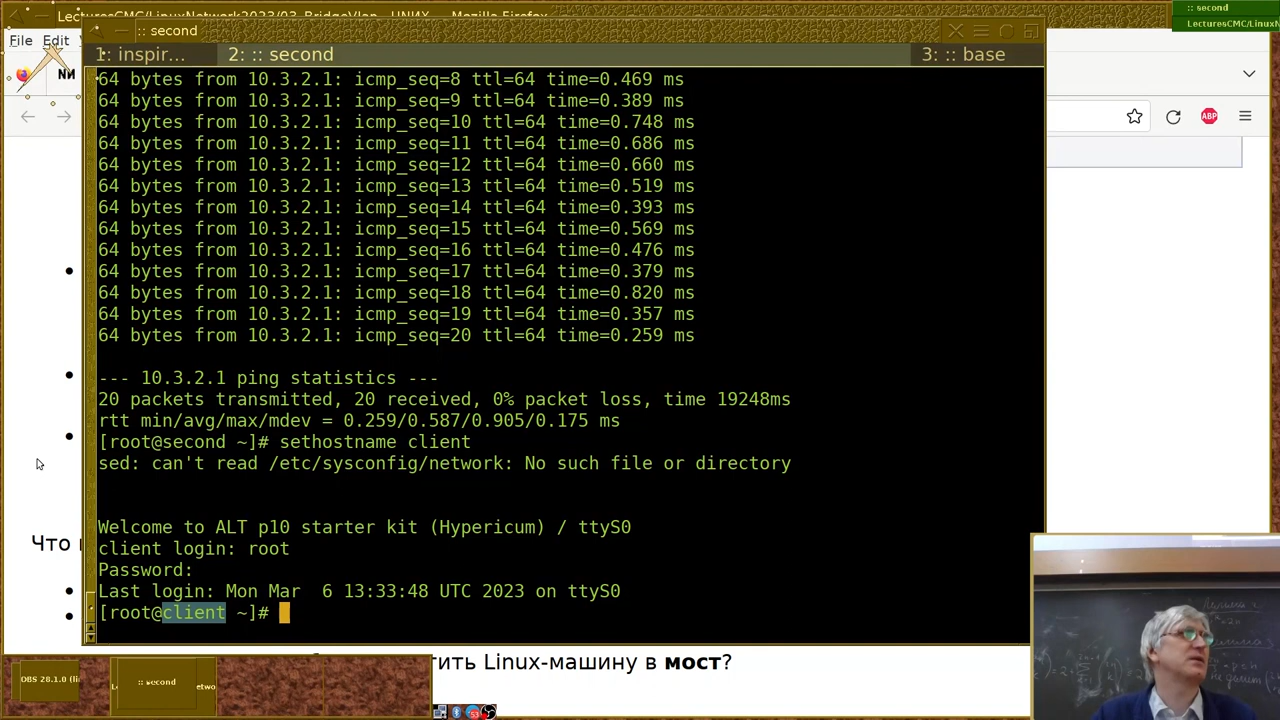 LecturesCMC/LinuxNetwork2023/03_BridgeVlan - UNИX — Mozilla Firefox
:: second
LecturesCMC/LinuxN
:: second
File Edit
1: inspir... 2: :: second 3: :: base
ABP
64 bytes from 10.3.2.1: icmp_seq=8 ttl=64 time=0.469 ms
64 bytes from 10.3.2.1: icmp_seq=9 ttl=64 time=0.389 ms
64 bytes from 10.3.2.1: icmp_seq=10 ttl=64 time=0.748 ms
64 bytes from 10.3.2.1: icmp_seq=11 ttl=64 time=0.686 ms
64 bytes from 10.3.2.1: icmp_seq=12 ttl=64 time=0.660 ms
64 bytes from 10.3.2.1: icmp_seq=13 ttl=64 time=0.519 ms
64 bytes from 10.3.2.1: icmp_seq=14 ttl=64 time=0.393 ms
64 bytes from 10.3.2.1: icmp_seq=15 ttl=64 time=0.569 ms
64 bytes from 10.3.2.1: icmp_seq=16 ttl=64 time=0.476 ms
64 bytes from 10.3.2.1: icmp_seq=17 ttl=64 time=0.379 ms
64 bytes from 10.3.2.1: icmp_seq=18 ttl=64 time=0.820 ms
64 bytes from 10.3.2.1: icmp_seq=19 ttl=64 time=0.357 ms
64 bytes from 10.3.2.1: icmp_seq=20 ttl=64 time=0.259 ms
--- 10.3.2.1 ping statistics ---
20 packets transmitted, 20 received, 0% packet loss, time 19248ms
rtt min/avg/max/mdev = 0.259/0.587/0.905/0.175 ms
[root@second ~]# sethostname client
sed: can't read /etc/sysconfig/network: No such file or directory
Welcome to ALT p10 starter kit (Hypericum) / ttyS0
client login: root
Password:
Last login: Mon Mar  6 13:33:48 UTC 2023 on ttyS0
[root@client ~]#
Что
тить Linux-машину в мост?
OBS 28.1.0 (li
:: second
etwo
53